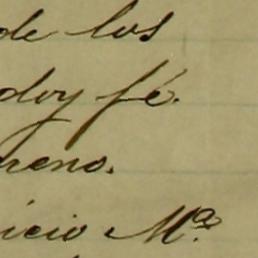 de los
doy fé.
reno.
icio Mª.